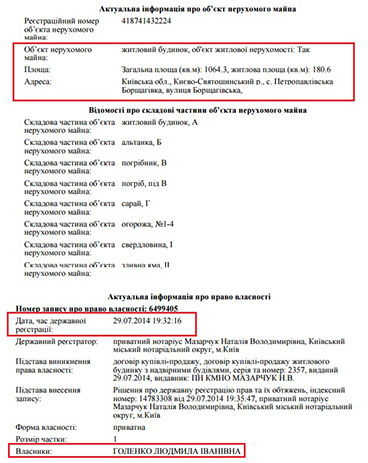 Актуальна інформація про об'єкт нерухомого майна
Реєстраційний номер 418741432224
об'єкта нерухомого
майна:
Об'єкт нерухомого житловий будинок, об'єкт житлової нерухомості: Так
майна:
Площа: Загальна площа (кв.м): 1064.3, житлова площа (кв.м): 180.6
Адреса: Київська обл., Києво-Святошинський р., с. Петропавлівська
Борщагівка, вулиця Борщагівська,
Відомості про складові частини об'єкта нерухомого майна
Складова частина об'єкта житловий будинок, А
нерухомого майна:
Складова частина об'єкта альтанка, Б
нерухомого майна:
Складова частина об'єкта погрібник, В
нерухомого майна:
Складова частина об'єкта погріб, під В
нерухомого майна:
Складова частина об'єкта сарай, Г
нерухомого майна:
Складова частина об'єкта огорожа, №1-4
нерухомого майна:
Складова частина об'єкта свердловина, І
нерухомого майна:
Складова частина об'єкта зливна яма, ІІ
Актуальна інформація про право власності
Номер запису про право власності: 6499405
Дата, час державної 29.07.2014 19:32:16
реєстрації:
Державний реєстратор: приватний нотаріус Мазарчук Наталія Володимирівна, Київський
міський нотаріальний округ, м.Київ
Підстава виникнення договір купівлі-продажу, договір купівлі-продажу житлового
права власності: будинку з надвірними будівлями, серія та номер: 2357, виданий
29.07.2014, видавник: ПН КМНО МАЗАРЧУК Н.В.
Підстава внесення Рішення про державну реєстрацію прав та їх обтяжень, індексний
запису: номер: 14783308 від 29.07.2014 19:35:47, приватний нотаріус
Мазарчук Наталія Володимирівна, Київський міський нотаріальний
округ, м.Київ
Форма власності: приватна
Розмір частки: 1
Власники: ГОЛЕНКО ЛЮДМИЛА ІВАНІВНА